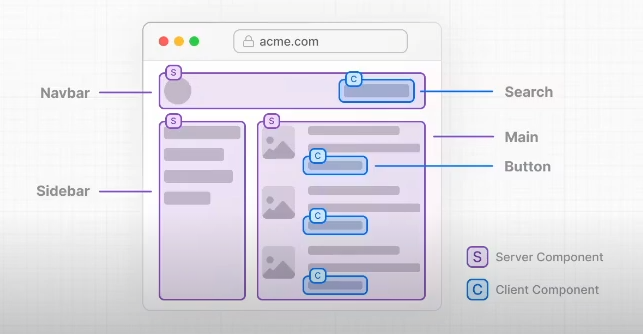 acme.com
S
C
Navbar
Search
S
S
Main
C
Button
Sidebar
C
S Server Component
C
C Client Component